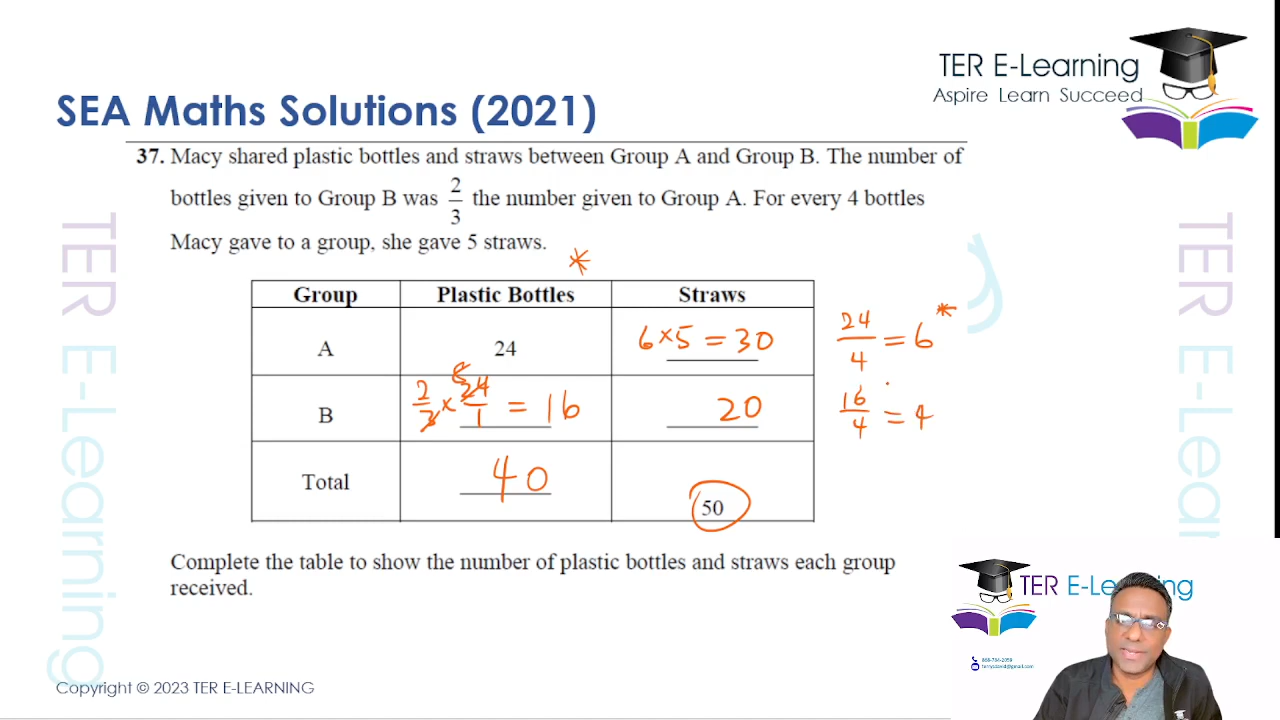 TER E-Learning
Aspire Learn Succeed
SEA Maths Solutions (2021)
37. Macy shared plastic bottles and straws between Group A and Group B. The number of
bottles given to Group B was 2/3 the number given to Group A. For every 4 bottles
Macy gave to a group, she gave 5 straws.
*
Group Plastic Bottles Straws
A 24 6 × 5 = 30
24/4 = 6 *
B 2/3 × 24/1 8 = 16 20
16/4 = 4
Total 40 50
Complete the table to show the number of plastic bottles and straws each group
received.
TER E-Learning
TER E-Learning
TER E-Learning
Copyright © 2023 TER E-LEARNING